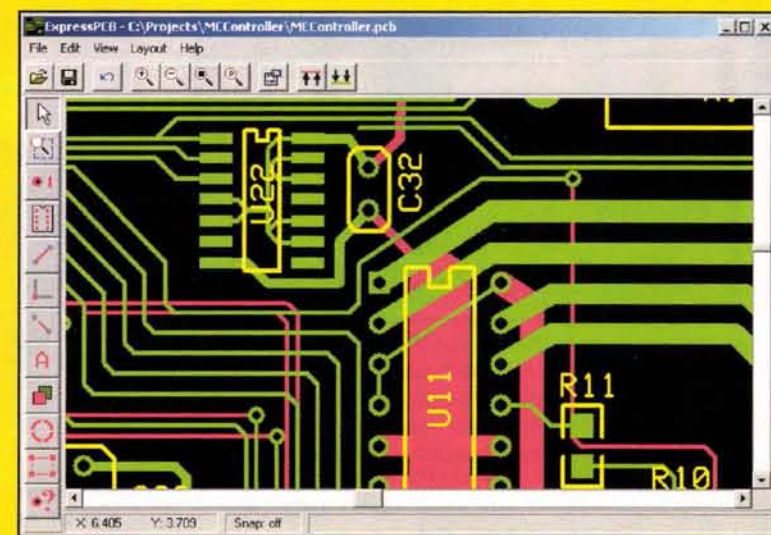 ExpressPCB - C:\Projects\MCController\MCController.pcb
File Edit View Layout Help
U22
C32
U11
R11
R10
A
X: 6.405 Y: 3.709 Snap: off